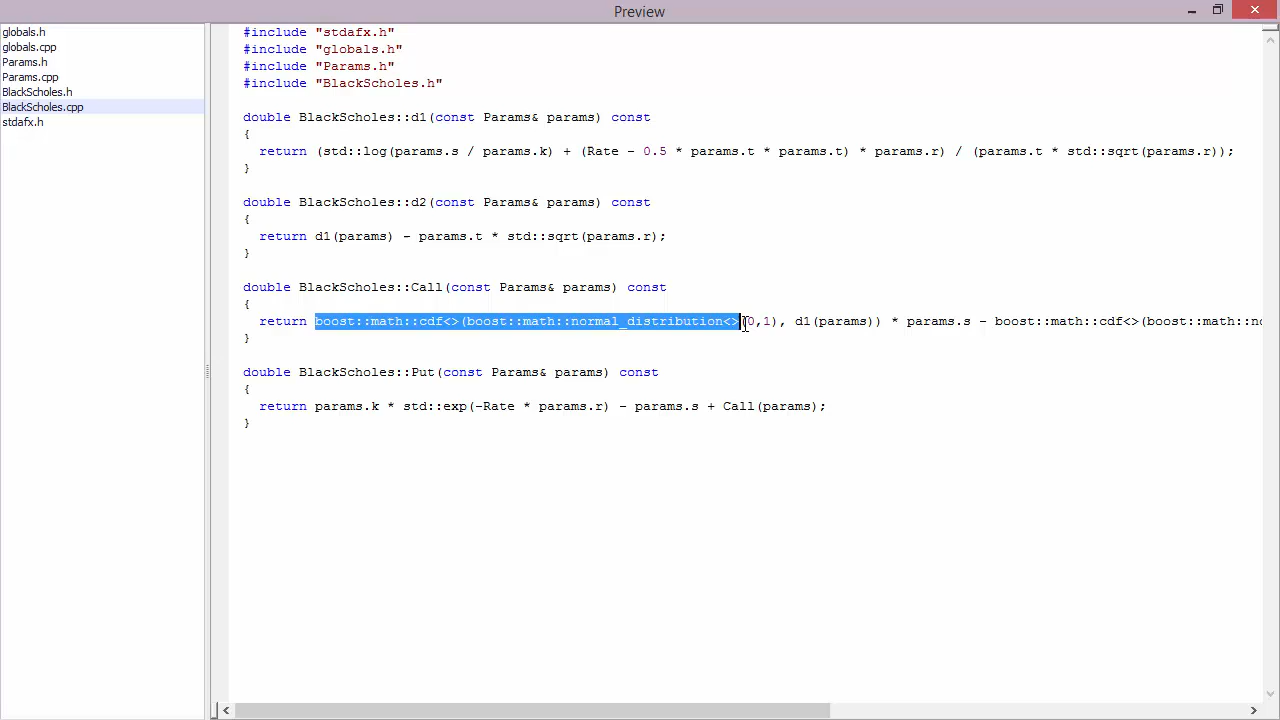 Preview
globals.h
globals.cpp
Params.h
Params.cpp
BlackScholes.h
BlackScholes.cpp
stdafx.h
#include "stdafx.h"
#include "globals.h"
#include "Params.h"
#include "BlackScholes.h"
double BlackScholes::d1(const Params& params) const
{
return (std::log(params.s / params.k) + (Rate - 0.5 * params.t * params.t) * params.r) / (params.t * std::sqrt(params.r));
}
double BlackScholes::d2(const Params& params) const
{
return d1(params) - params.t * std::sqrt(params.r);
}
double BlackScholes::Call(const Params& params) const
{
return boost::math::cdf<>(boost::math::normal_distribution<>(0,1), d1(params)) * params.s - boost::math::cdf<>(boost::math::no
}
double BlackScholes::Put(const Params& params) const
{
return params.k * std::exp(-Rate * params.r) - params.s + Call(params);
}